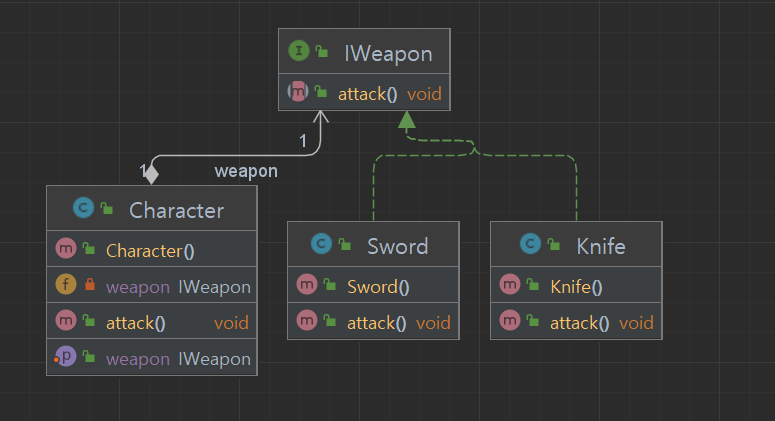 I IWeapon
m attack() void
1
1
weapon
C Character
m Character()
f weapon IWeapon
m attack() void
p weapon IWeapon
C Sword
m Sword()
m attack() void
C Knife
m Knife()
m attack() void